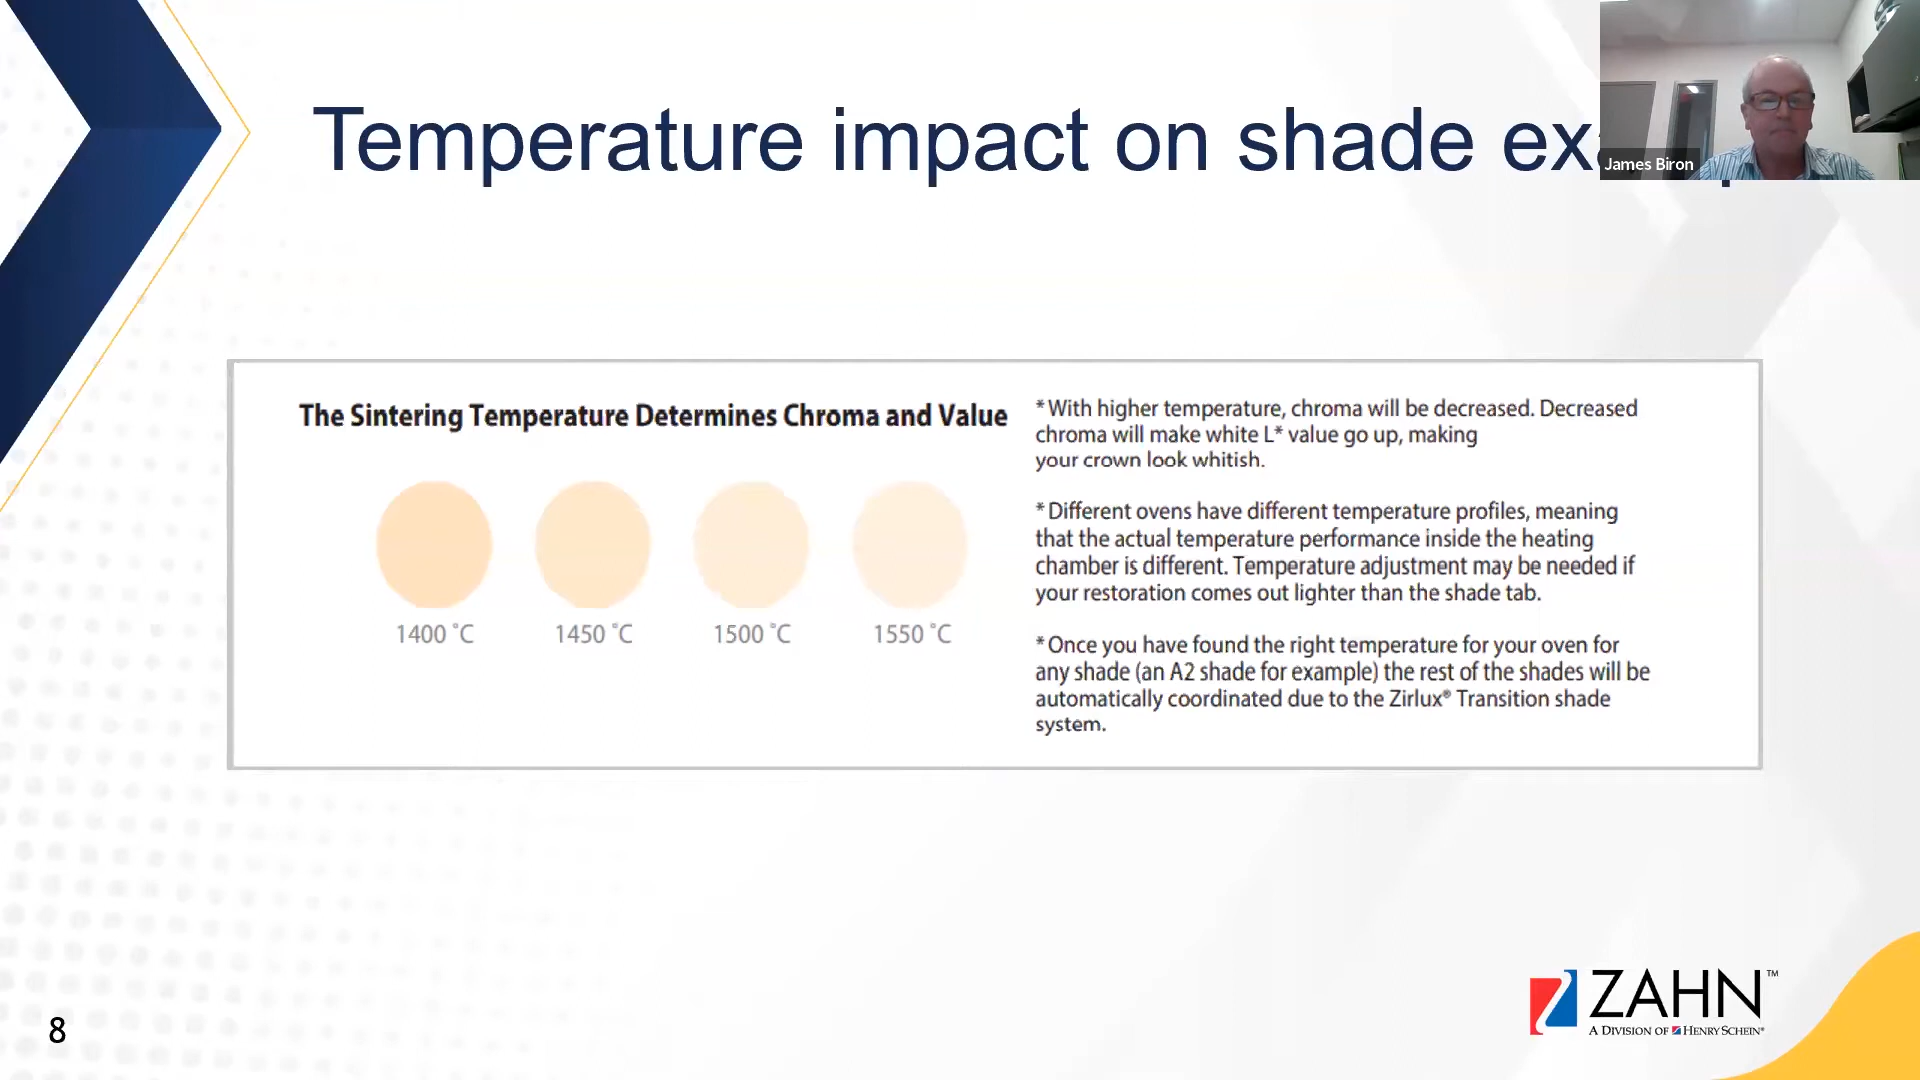 Temperature impact on shade
James Biron
The Sintering Temperature Determines Chroma and Value
1400 ˚C 1450 ˚C 1500 ˚C 1550 ˚C
* With higher temperature, chroma will be decreased. Decreased
chroma will make white L* value go up, making
your crown look whitish.
* Different ovens have different temperature profiles, meaning
that the actual temperature performance inside the heating
chamber is different. Temperature adjustment may be needed if
your restoration comes out lighter than the shade tab.
* Once you have found the right temperature for your oven for
any shade (an A2 shade for example) the rest of the shades will be
automatically coordinated due to the Zirlux® Transition shade
system.
ZAHN™
A DIVISION OF HENRY SCHEIN®
8